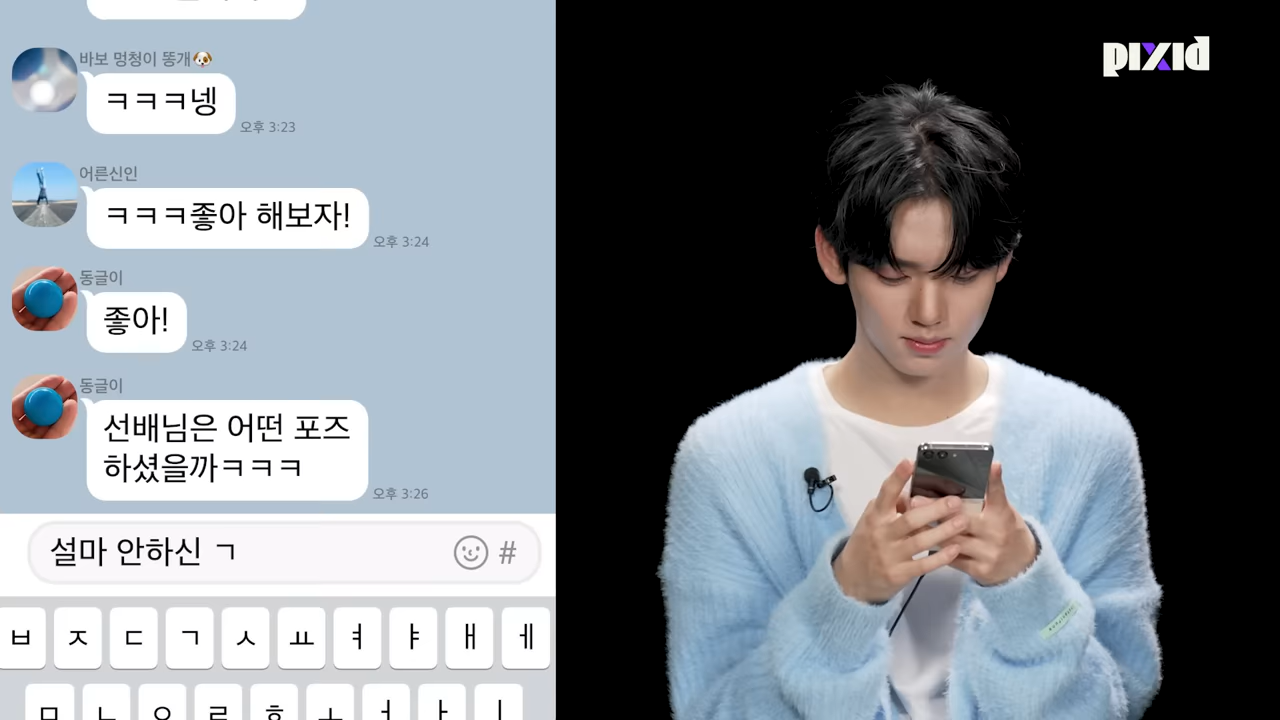 바보 멍청이 똥개🐶
ㅋㅋㅋ넹
오후 3:23
어른신인
ㅋㅋㅋ좋아 해보자!
오후 3:24
동글이
좋아!
오후 3:24
동글이
선배님은 어떤 포즈
하셨을까ㅋㅋㅋ
오후 3:26
설마 안하신 ㄱ
#
ㅂ ㅈ ㄷ ㄱ ㅅ ㅛ ㅕ ㅑ ㅐ ㅔ
ㅁ ㄴ ㅇ ㄹ ㅎ ㅗ ㅓ ㅏ ㅣ
pixid